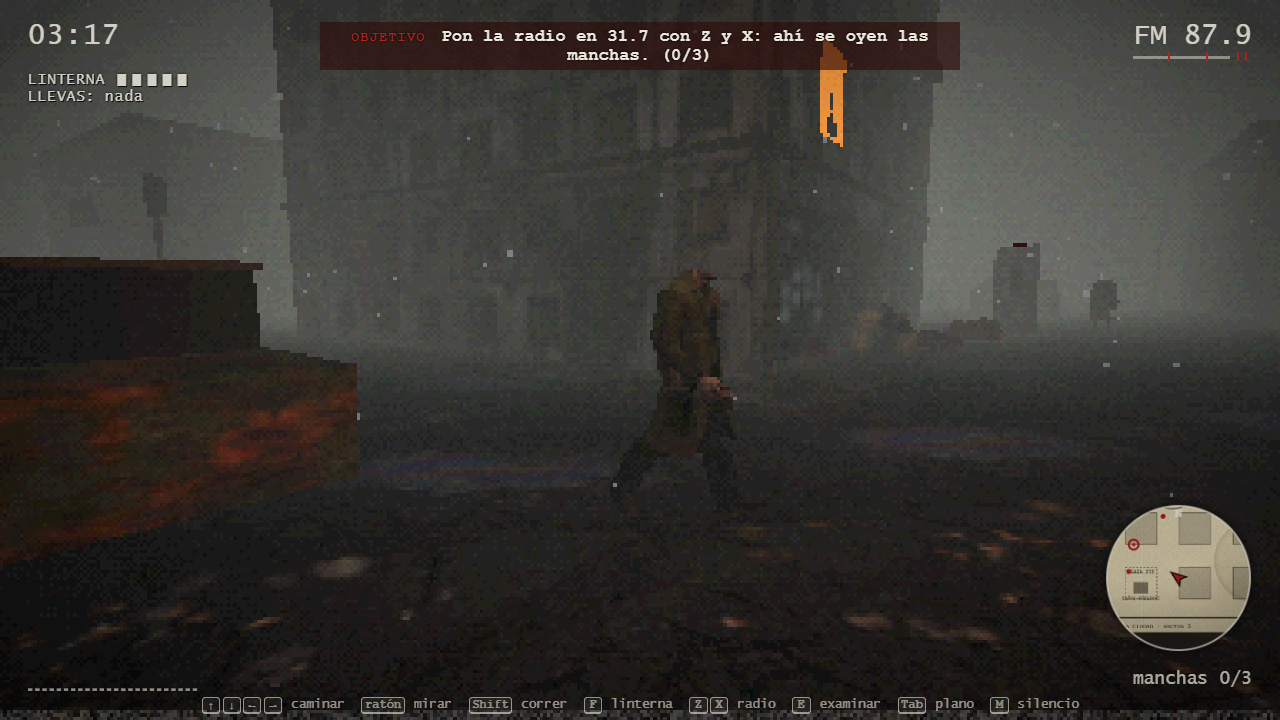 03:17
OBJETIVO Pon la radio en 31.7 con Z y X: ahí se oyen las
manchas. (0/3)
FM 87.9
LINTERNA
LLEVAS: nada
manchas 0/3
↑ ↓ ← → caminar ratón mirar Shift correr F linterna Z X radio E examinar Tab plano M silencio